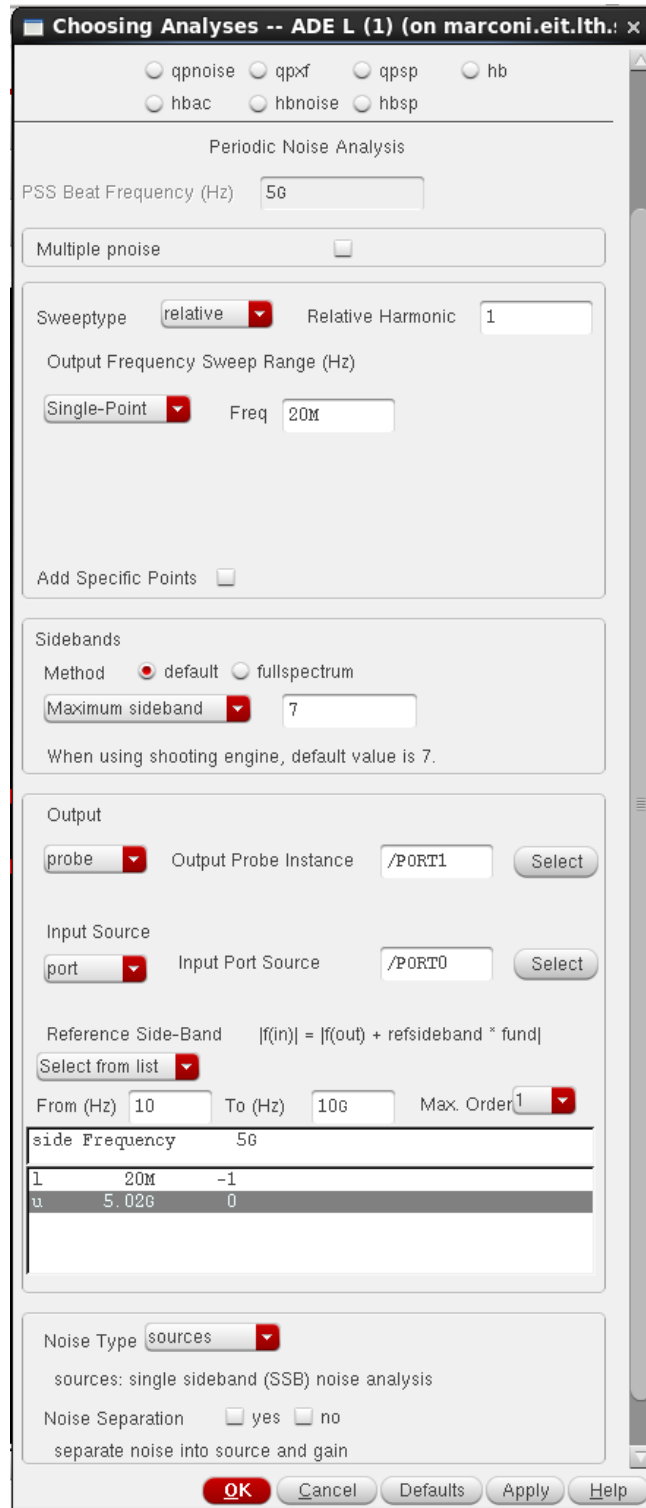 Choosing Analyses -- ADE L (1) (on marconi.eit.lth.: ×
qpnoise qpxf qpsp hb
hbac hbnoise hbsp
Periodic Noise Analysis
PSS Beat Frequency (Hz) 5G
Multiple pnoise
Sweeptype relative Relative Harmonic 1
Output Frequency Sweep Range (Hz)
Single-Point Freq 20M
Add Specific Points
Sidebands
Method default fullspectrum
Maximum sideband 7
When using shooting engine, default value is 7.
Output
probe Output Probe Instance /PORT1 Select
Input Source
port Input Port Source /PORT0 Select
Reference Side-Band |f(in)| = |f(out) + refsideband * fund|
Select from list
From (Hz) 10 To (Hz) 10G Max. Order 1
side Frequency 5G
l 20M -1
u 5.02G 0
Noise Type sources
sources: single sideband (SSB) noise analysis
Noise Separation yes no
separate noise into source and gain
OK Cancel Defaults Apply Help